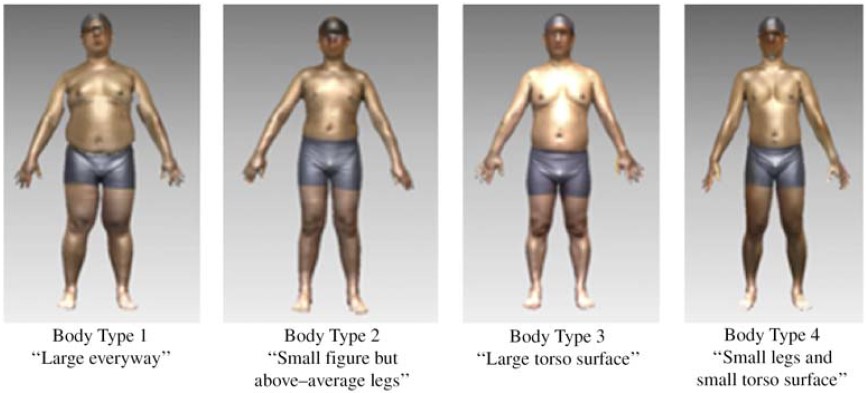 Body Type 1
“Large everyway”
Body Type 2
“Small figure but
above–average legs”
Body Type 3
“Large torso surface”
Body Type 4
“Small legs and
small torso surface”